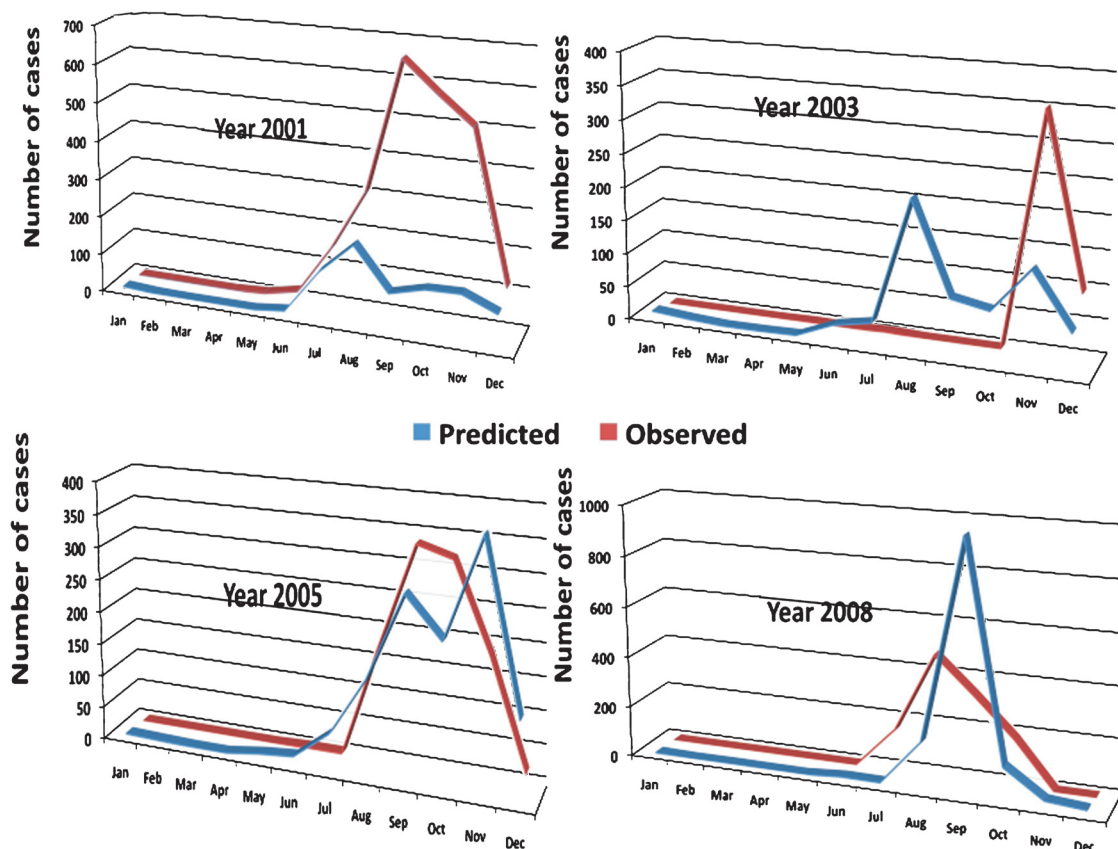 Number of cases
700
600
500
400
300
200
100
0
Year 2001
Jan Feb Mar Apr May Jun Jul Aug Sep Oct Nov Dec
Number of cases
400
350
300
250
200
150
100
50
0
Year 2003
Jan Feb Mar Apr May Jun Jul Aug Sep Oct Nov Dec
Predicted Observed
Number of cases
400
350
300
250
200
150
100
50
0
Year 2005
Jan Feb Mar Apr May Jun Jul Aug Sep Oct Nov Dec
Number of cases
1000
800
600
400
200
0
Year 2008
Jan Feb Mar Apr May Jun Jul Aug Sep Oct Nov Dec